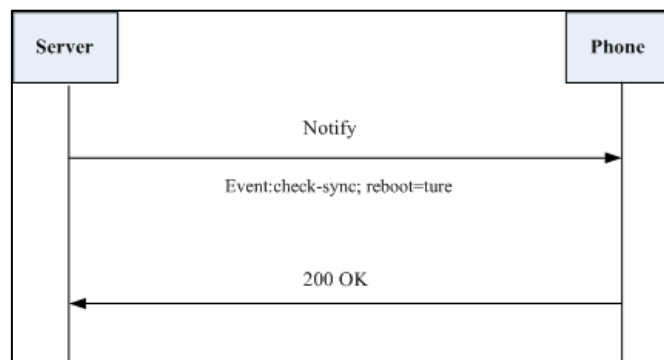 Server
Phone
Notify
Event:check-sync; reboot=ture
200 OK